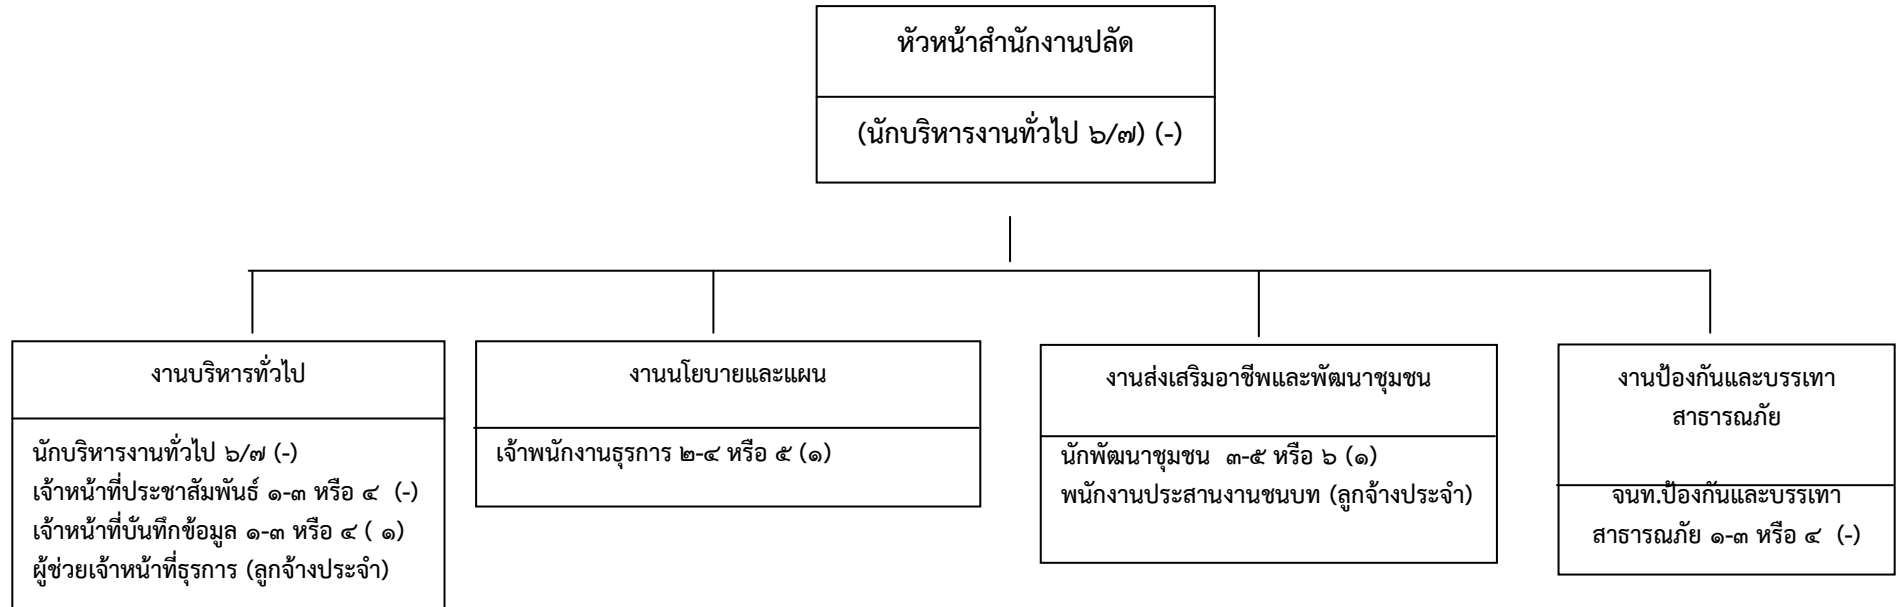 หัวหน้าสำนักงานปลัด
(นักบริหารงานทั่วไป ๖/๗) (-)
งานบริหารทั่วไป
นักบริหารงานทั่วไป ๖/๗ (-)
เจ้าหน้าที่ประชาสัมพันธ์ ๑-๓ หรือ ๔ (-)
เจ้าหน้าที่บันทึกข้อมูล ๑-๓ หรือ ๔ ( ๑)
ผู้ช่วยเจ้าหน้าที่ธุรการ (ลูกจ้างประจำ)
งานนโยบายและแผน
เจ้าพนักงานธุรการ ๒-๔ หรือ ๕ (๑)
งานส่งเสริมอาชีพและพัฒนาชุมชน
นักพัฒนาชุมชน ๓-๕ หรือ ๖ (๑)
พนักงานประสานงานชนบท (ลูกจ้างประจำ)
งานป้องกันและบรรเทา
สาธารณภัย
จนท.ป้องกันและบรรเทา
สาธารณภัย ๑-๓ หรือ ๔ (-)